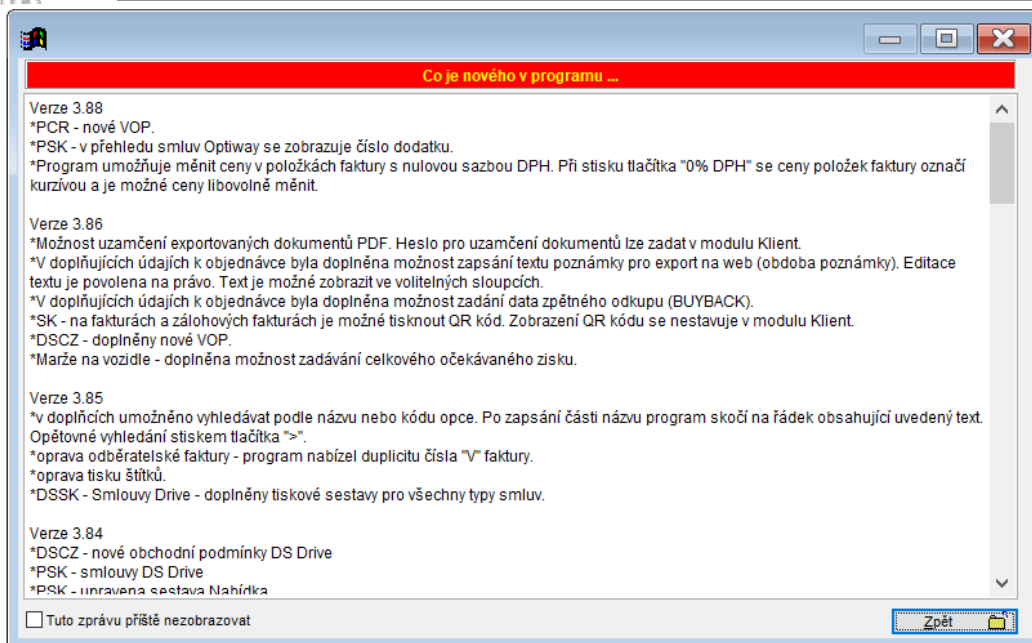 Co je nového v programu ...
Verze 3.88
*PCR - nové VOP.
*PSK - v přehledu smluv Optiway se zobrazuje číslo dodatku.
*Program umožňuje měnit ceny v položkách faktury s nulovou sazbou DPH. Při stisku tlačítka "0% DPH" se ceny položek faktury označí
kurzívou a je možné ceny libovolně měnit.
Verze 3.86
*Možnost uzamčení exportovaných dokumentů PDF. Heslo pro uzamčení dokumentů lze zadat v modulu Klient.
*V doplňujících údajích k objednávce byla doplněna možnost zapsání textu poznámky pro export na web (obdoba poznámky). Editace
textu je povolena na právo. Text je možné zobrazit ve volitelných sloupcích.
*V doplňujících údajích k objednávce byla doplněna možnost zadání data zpětného odkupu (BUYBACK).
*SK - na fakturách a zálohových fakturách je možné tisknout QR kód. Zobrazení QR kódu se nestavuje v modulu Klient.
*DSCZ - doplněny nové VOP.
*Marže na vozidle - doplněna možnost zadávání celkového očekávaného zisku.
Verze 3.85
*v doplňcích umožněno vyhledávat podle názvu nebo kódu opce. Po zapsání části názvu program skočí na řádek obsahující uvedený text.
Opětovné vyhledání stiskem tlačítka ">".
*oprava odběratelské faktury - program nabízel duplicitu čísla "V" faktury.
*oprava tisku štítků.
*DSSK - Smlouvy Drive - doplněny tiskové sestavy pro všechny typy smluv.
Verze 3.84
*DSCZ - nové obchodní podmínky DS Drive
*PSK - smlouvy DS Drive
*PSK - upravena sestava Nabídka
Tuto zprávu příště nezobrazovat
Zpět